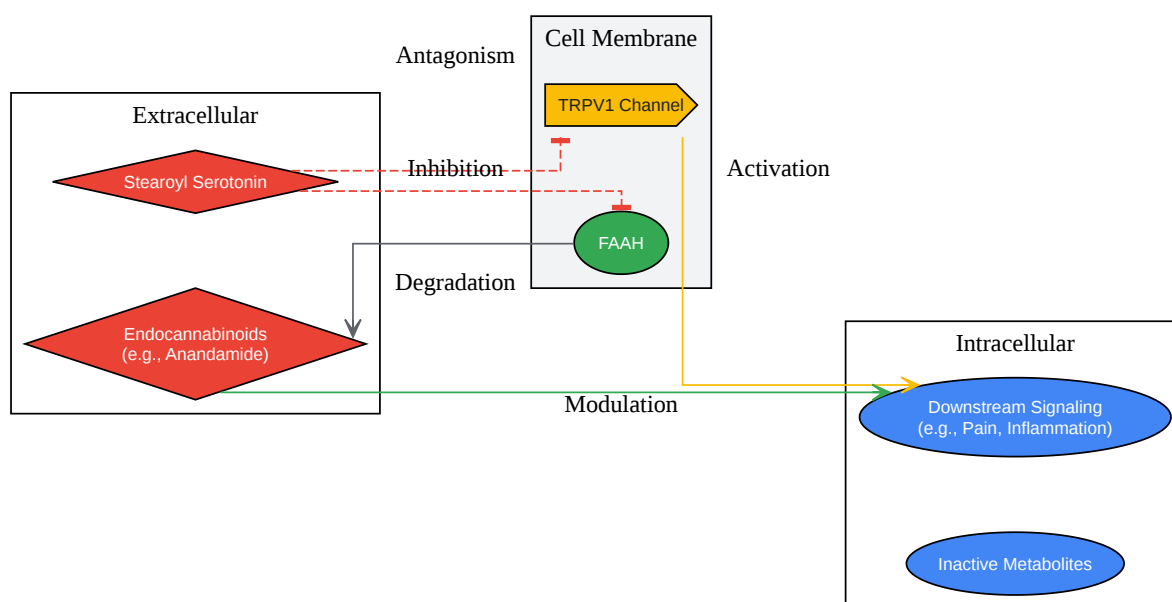 Cell Membrane
Antagonism
TRPV1 Channel
Extracellular
Inhibition
Activation
Stearoyl Serotonin
FAAH
Degradation
Endocannabinoids
(e.g., Anandamide)
Intracellular
Modulation
Downstream Signaling
(e.g., Pain, Inflammation)
Inactive Metabolites